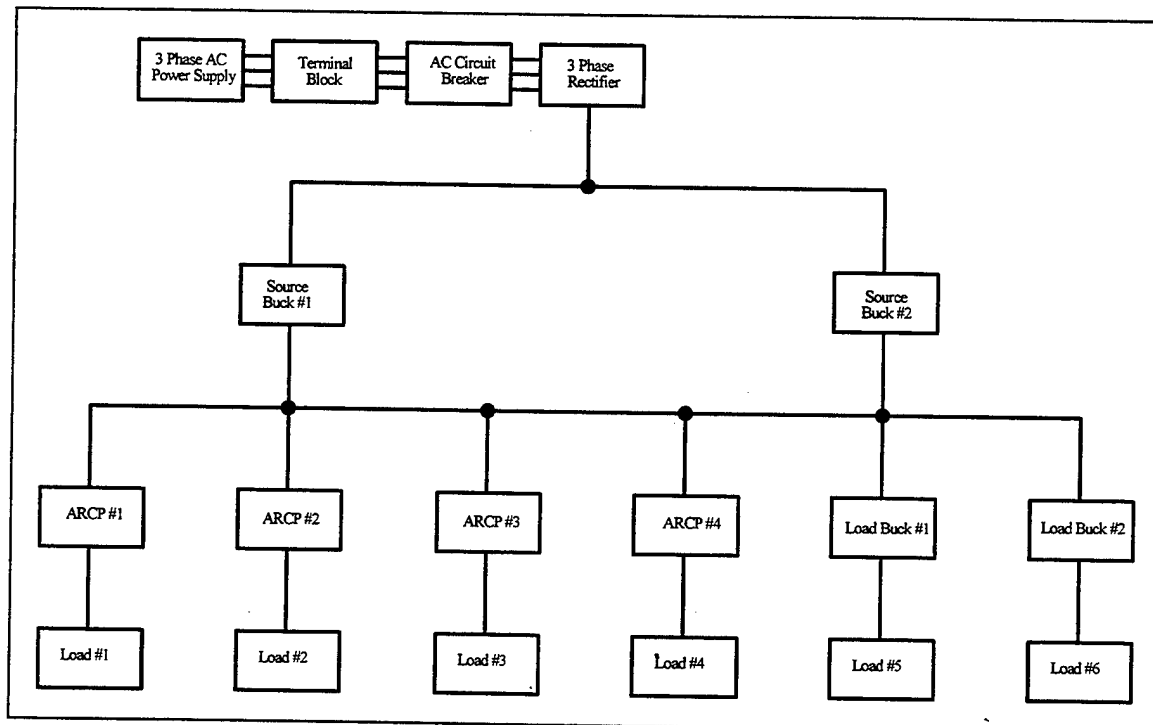 3 Phase AC
Power Supply
Terminal
Block
AC Circuit
Breaker
3 Phase
Rectifier
Source
Buck #1
Source
Buck #2
ARCP #1
ARCP #2
ARCP #3
ARCP #4
Load Buck #1
Load Buck #2
Load #1
Load #2
Load #3
Load #4
Load #5
Load #6